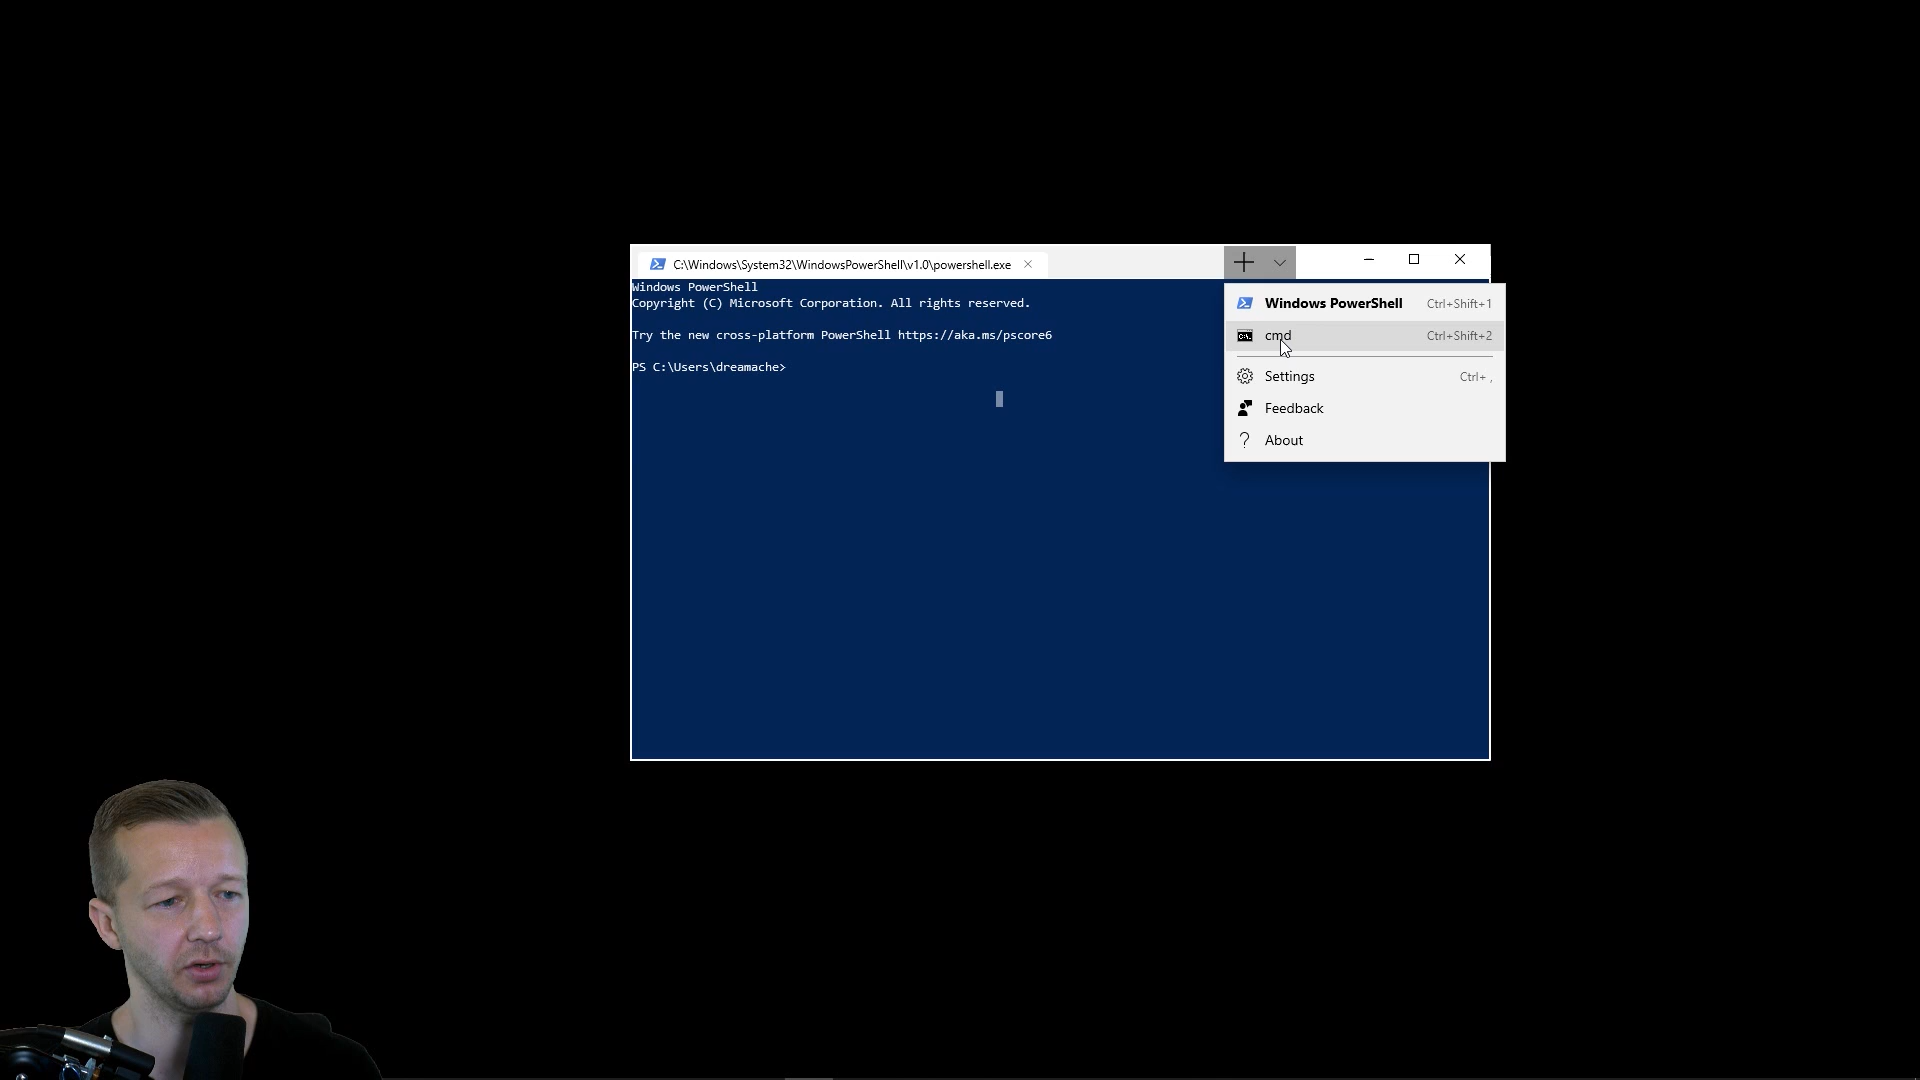 C:\Windows\System32\WindowsPowerShell\v1.0\powershell.exe
Windows PowerShell
Copyright (C) Microsoft Corporation. All rights reserved.
Try the new cross-platform PowerShell https://aka.ms/pscore6
PS C:\Users\dreamache>
Windows PowerShell Ctrl+Shift+1
cmd Ctrl+Shift+2
Settings Ctrl+ ,
Feedback
About